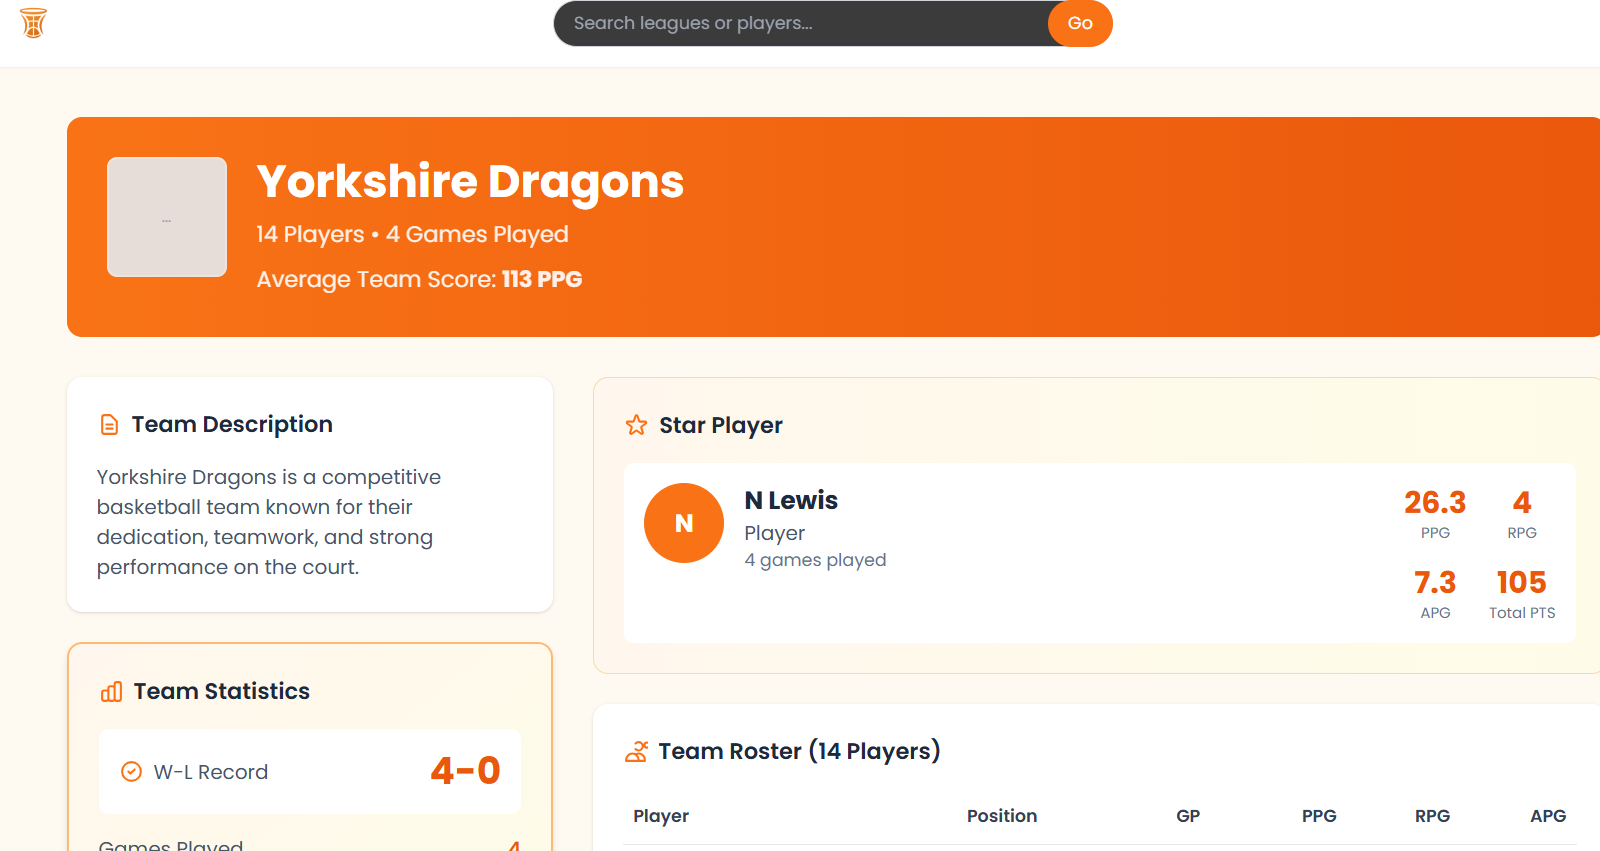 Search leagues or players...
Go
Yorkshire Dragons
14 Players • 4 Games Played
Average Team Score: 113 PPG
Team Description
Yorkshire Dragons is a competitive
basketball team known for their
dedication, teamwork, and strong
performance on the court.
Team Statistics
W-L Record
4-0
Games Played
4
Star Player
N
N Lewis
Player
4 games played
26.3
PPG
4
RPG
7.3
APG
105
Total PTS
Team Roster (14 Players)
Player Position GP PPG RPG APG